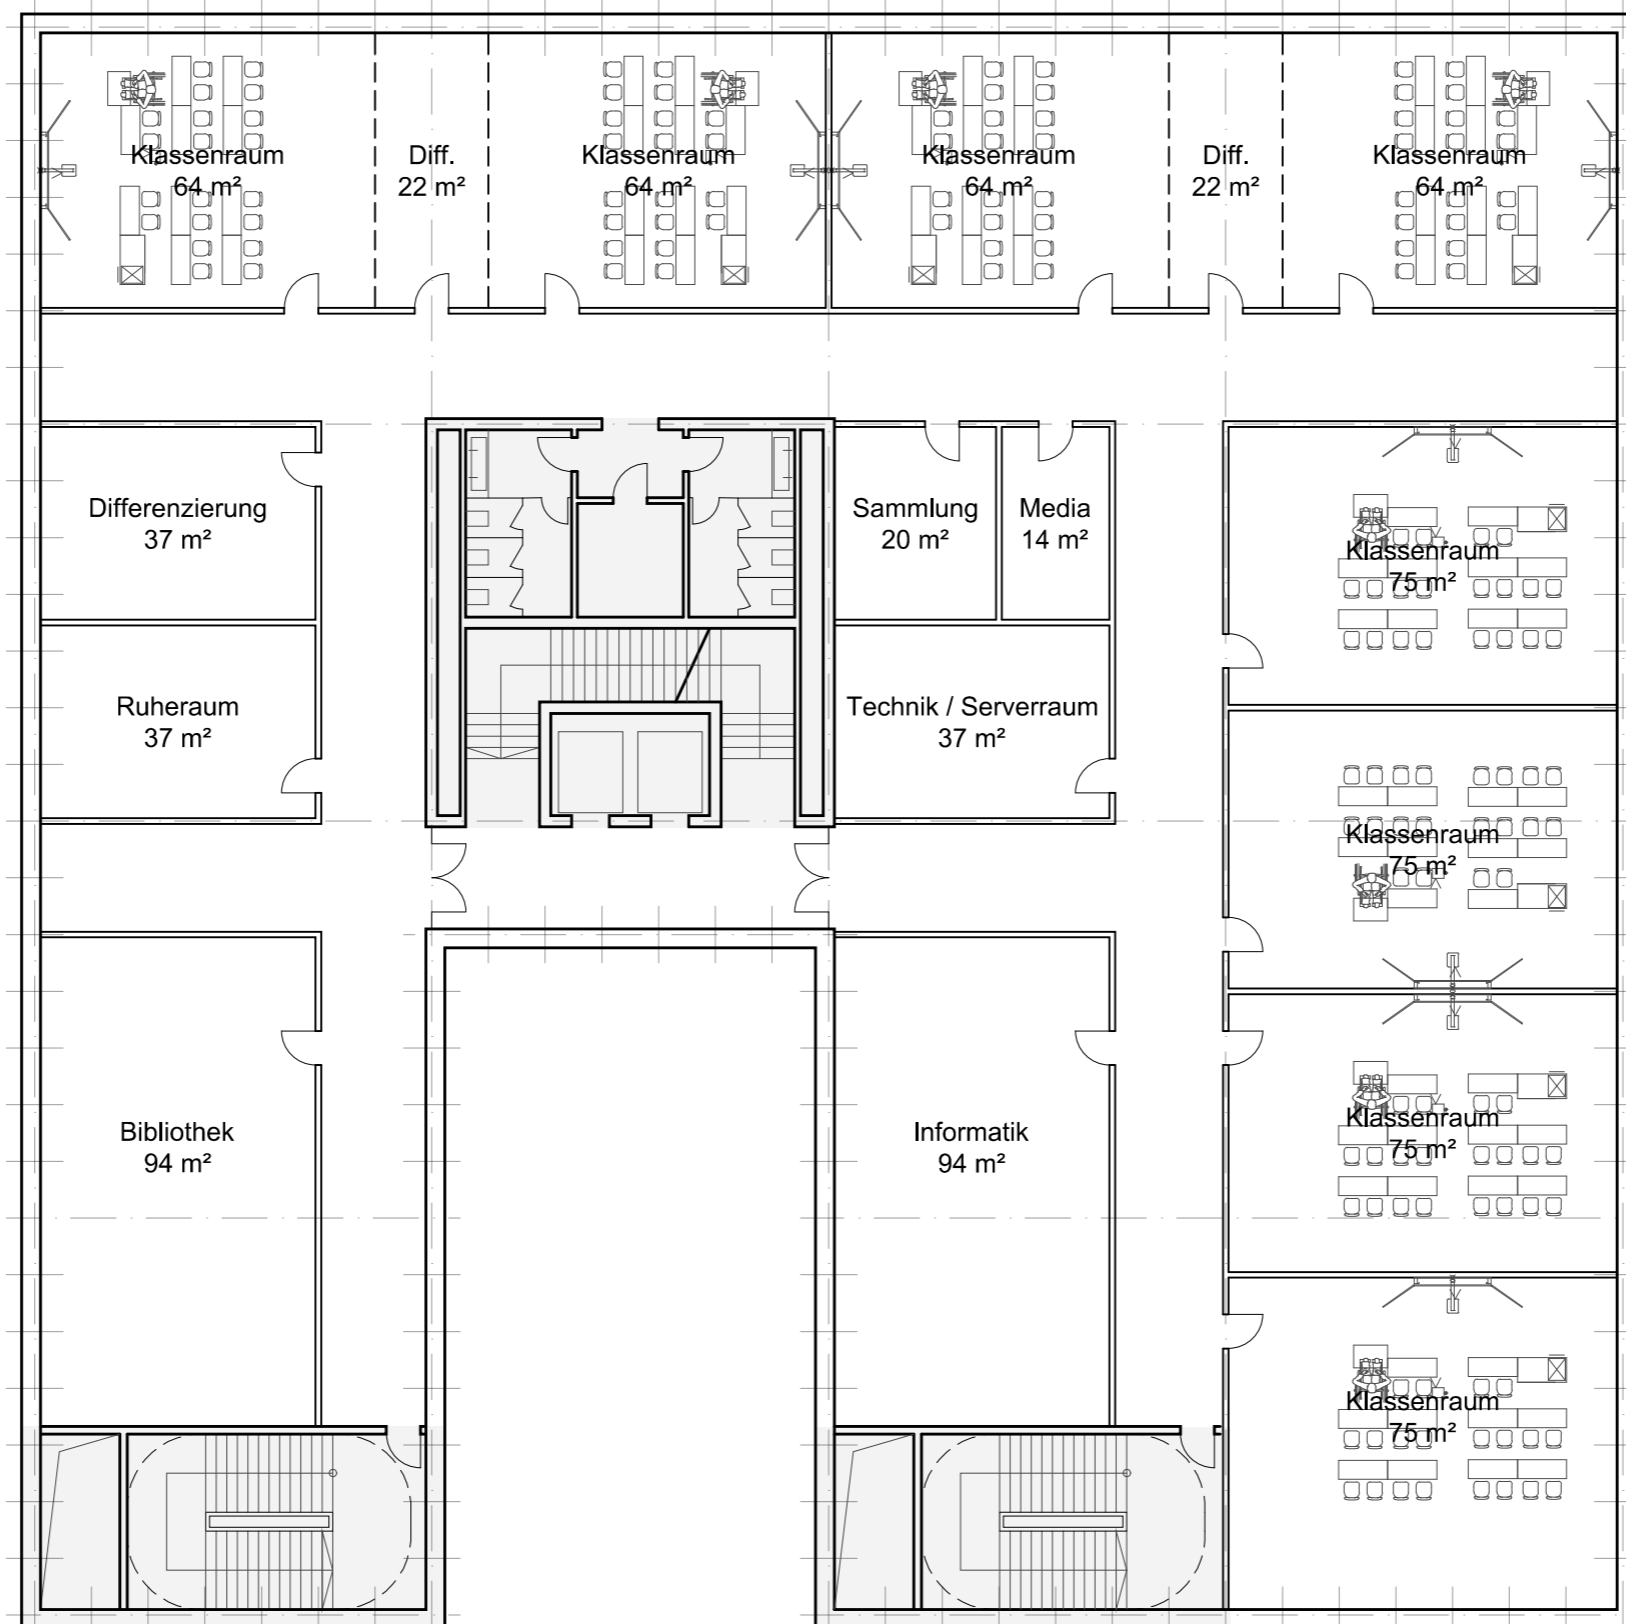 Klassenraum
64 m²
Diff.
22 m²
Klassenraum
64 m²
Klassenraum
64 m²
Diff.
22 m²
Klassenraum
64 m²
Differenzierung
37 m²
Sammlung
20 m²
Media
14 m²
Klassenraum
75 m²
Ruheraum
37 m²
Technik / Serverraum
37 m²
Klassenraum
75 m²
Bibliothek
94 m²
Informatik
94 m²
Klassenraum
75 m²
Klassenraum
75 m²